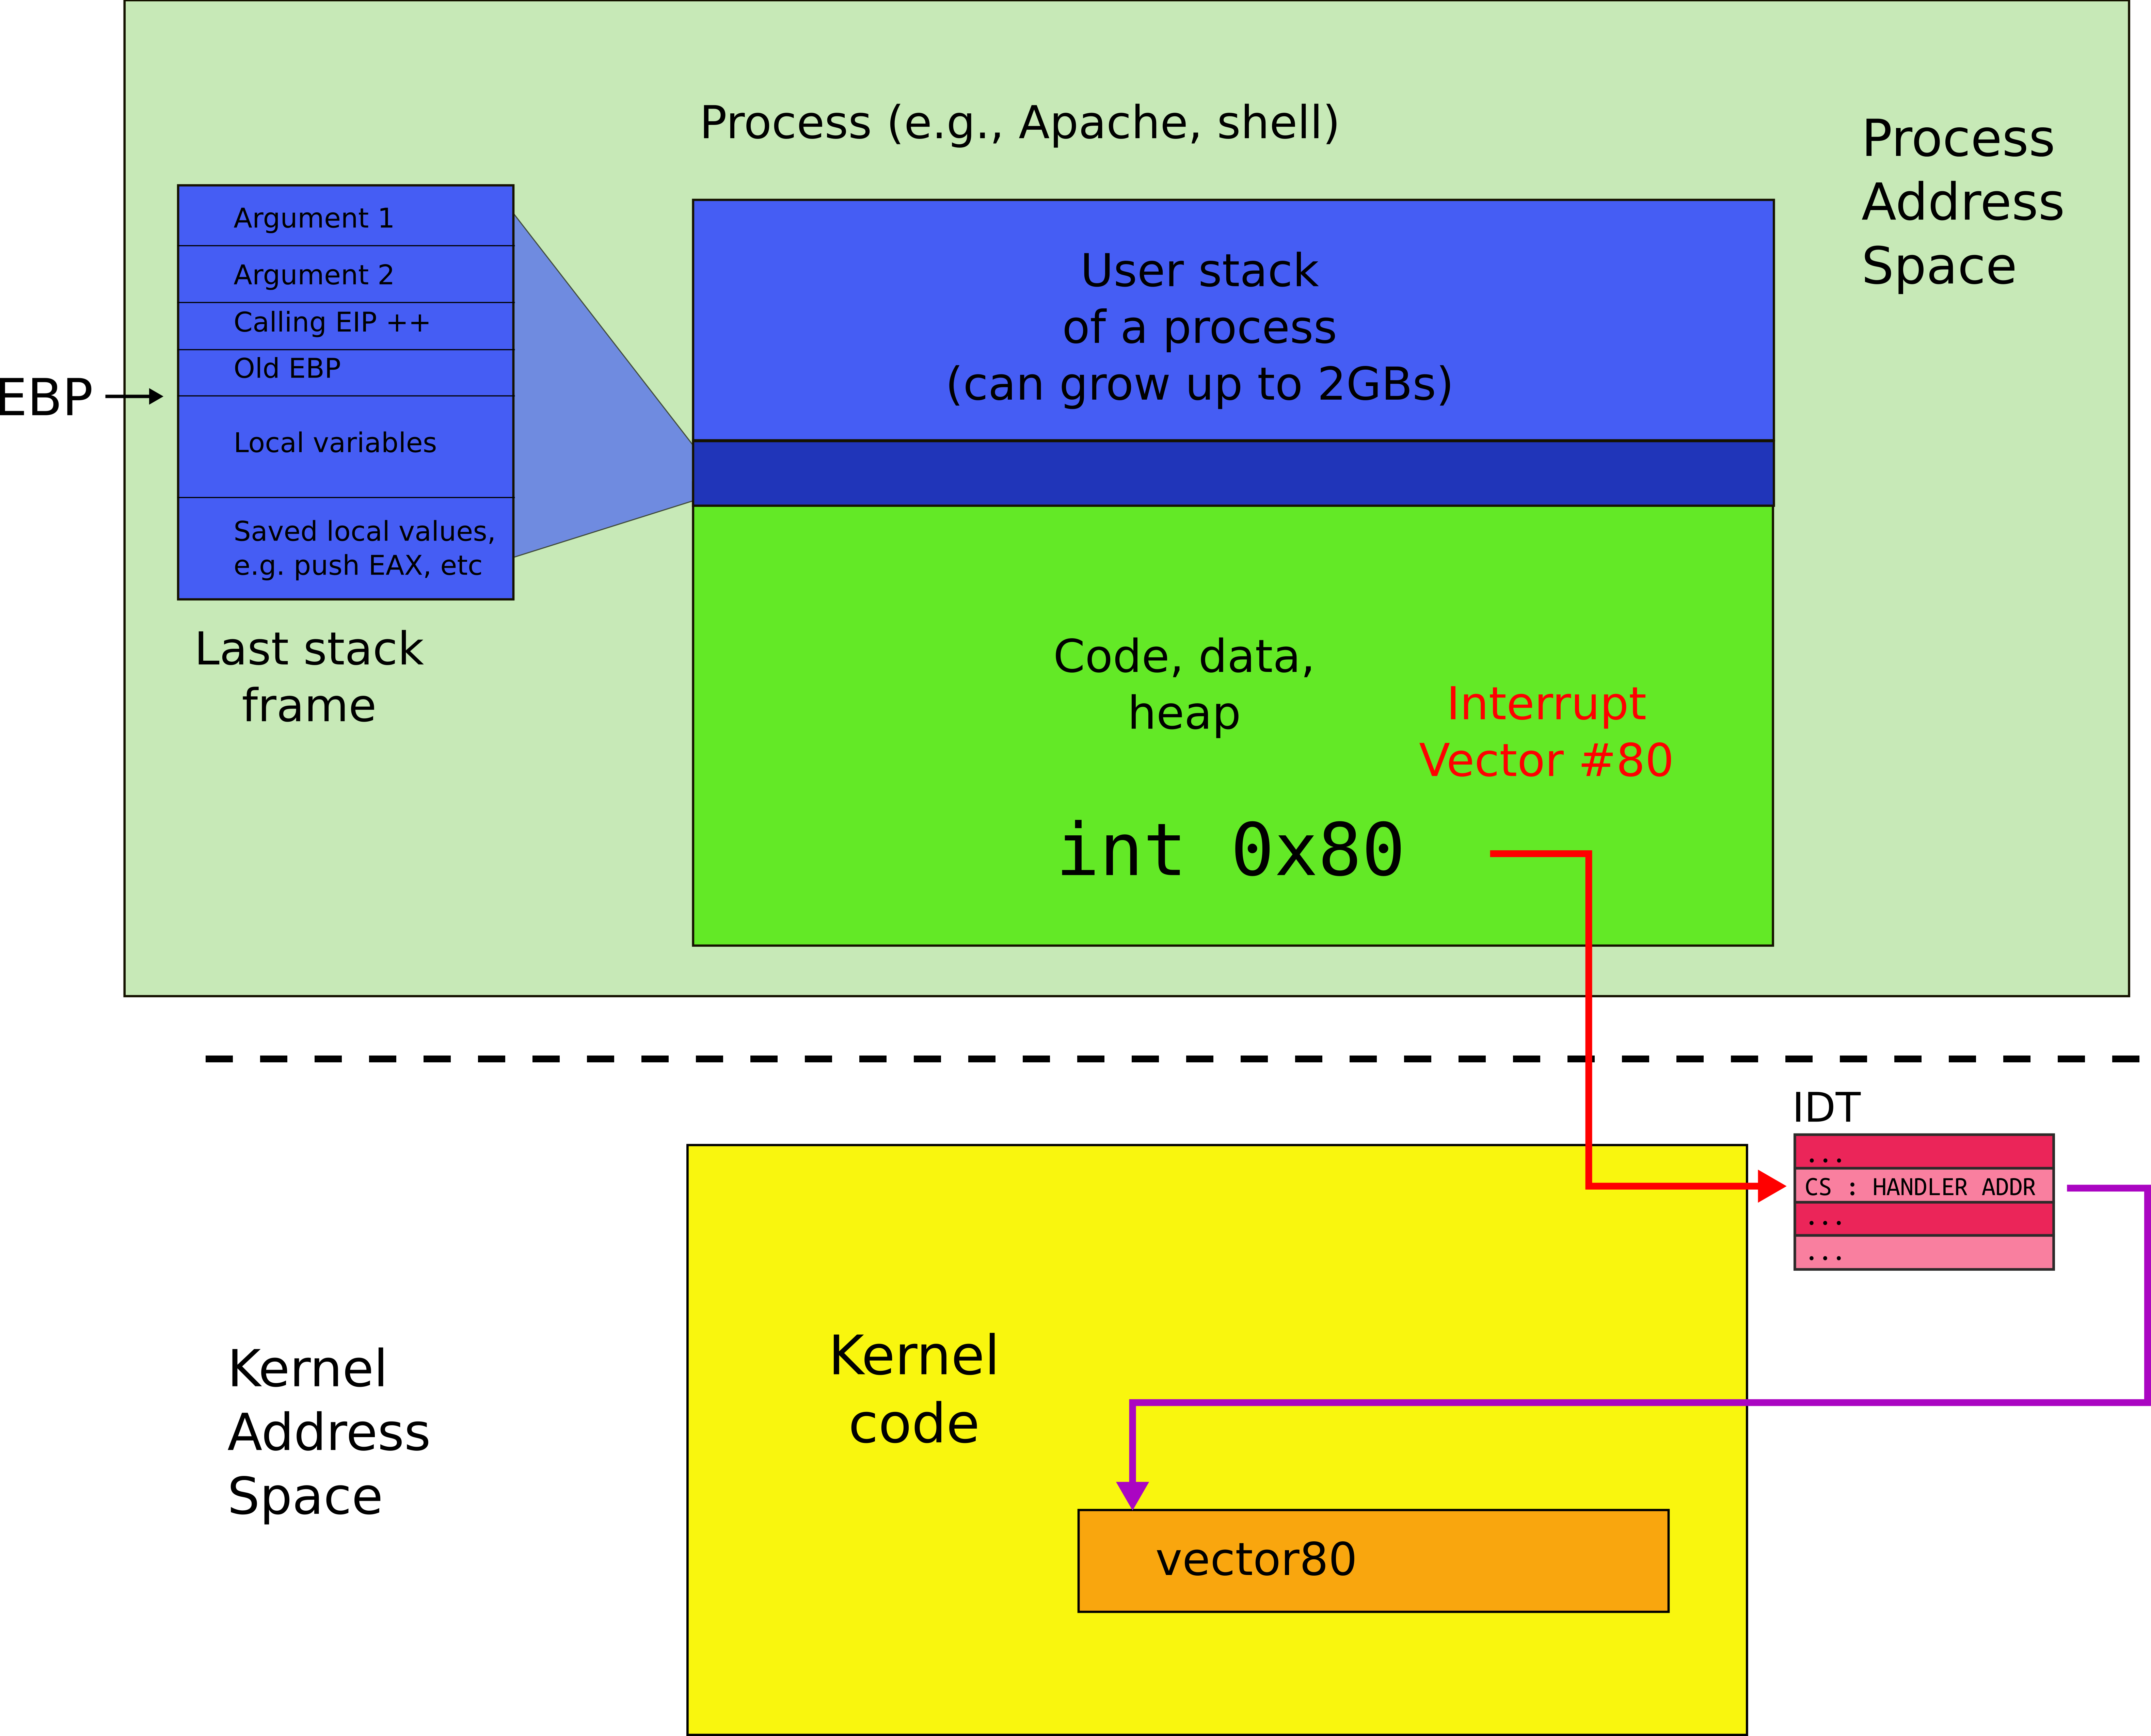 Process (e.g., Apache, shell)
Process
Address
Space
Argument 1
Argument 2
Calling EIP ++
Old EBP
EBP
Local variables
Saved local values,
e.g. push EAX, etc
Last stack
frame
User stack
of a process
(can grow up to 2GBs)
Code, data,
heap
Interrupt
Vector #80
int 0x80
IDT
...
CS : HANDLER ADDR
...
...
Kernel
Address
Space
Kernel
code
vector80